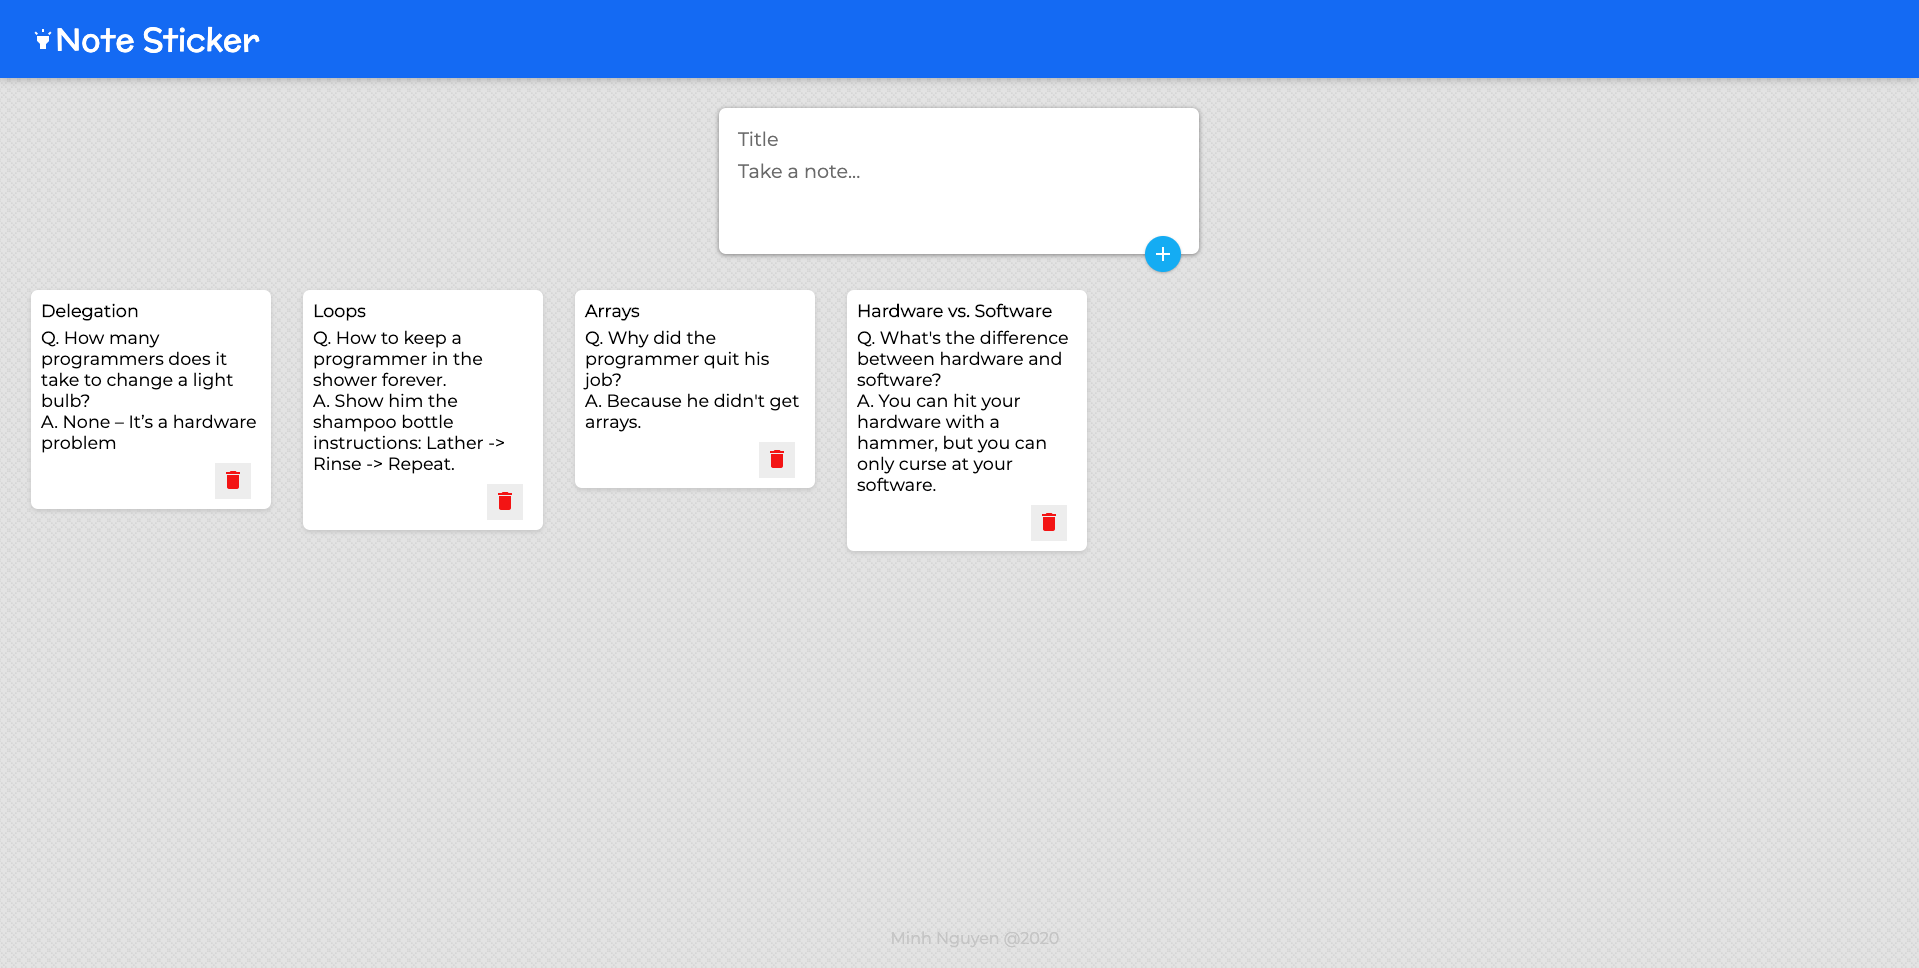 Note Sticker
Title
Take a note...
Delegation
Q. How many
programmers does it
take to change a light
bulb?
A. None – It’s a hardware
problem
Loops
Q. How to keep a
programmer in the
shower forever.
A. Show him the
shampoo bottle
instructions: Lather ->
Rinse -> Repeat.
Arrays
Q. Why did the
programmer quit his
job?
A. Because he didn't get
arrays.
Hardware vs. Software
Q. What's the difference
between hardware and
software?
A. You can hit your
hardware with a
hammer, but you can
only curse at your
software.
Minh Nguyen @2020